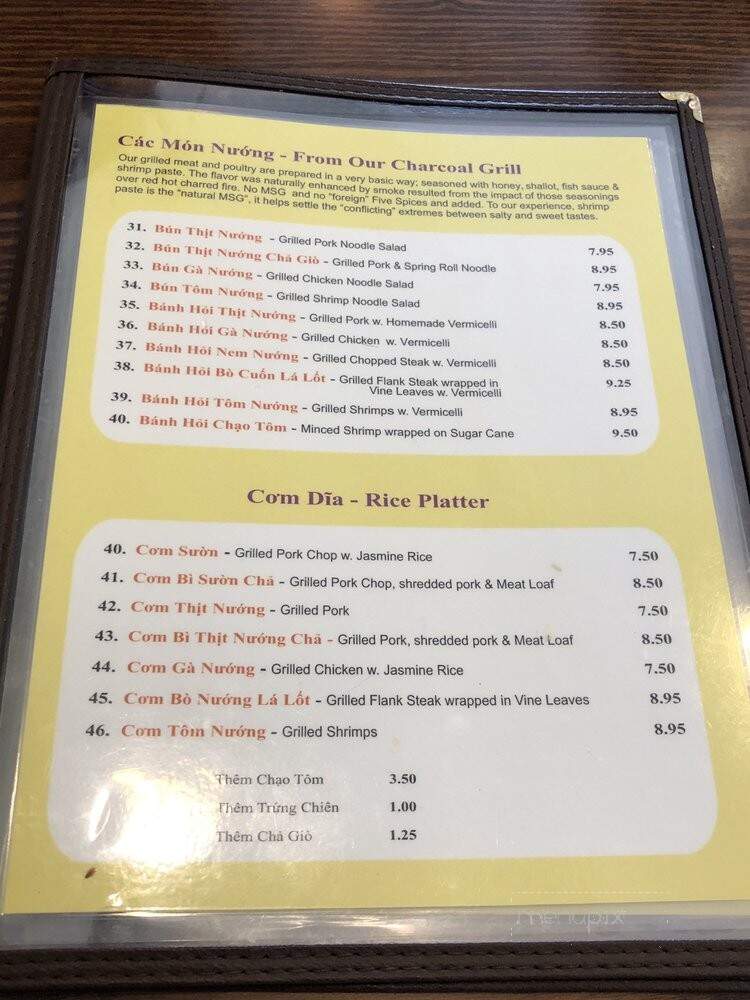 Các Món Nướng - From Our Charcoal Grill
Our grilled meat and poultry are prepared in a very basic way; seasoned with honey, shallot, fish sauce &
shrimp paste. The flavor was naturally enhanced by smoke resulted from the impact of those seasonings
over red hot charred fire. No MSG and no "foreign" Five Spices and added. To our experience, shrimp
paste is the "natural MSG", it helps settle the "conflicting" extremes between salty and sweet tastes.
31. Bún Thịt Nướng - Grilled Pork Noodle Salad 7.95
32. Bún Thịt Nướng Chả Giò - Grilled Pork & Spring Roll Noodle 8.95
33. Bún Gà Nướng - Grilled Chicken Noodle Salad 7.95
34. Bún Tôm Nướng - Grilled Shrimp Noodle Salad 8.95
35. Bánh Hỏi Thịt Nướng - Grilled Pork w. Homemade Vermicelli 8.50
36. Bánh Hỏi Gà Nướng - Grilled Chicken w. Vermicelli 8.50
37. Bánh Hỏi Nem Nướng - Grilled Chopped Steak w. Vermicelli 8.50
38. Bánh Hỏi Bò Cuốn Lá Lốt - Grilled Flank Steak wrapped in 9.25
Vine Leaves w. Vermicelli
39. Bánh Hỏi Tôm Nướng - Grilled Shrimps w. Vermicelli 8.95
40. Bánh Hỏi Chạo Tôm - Minced Shrimp wrapped on Sugar Cane 9.50
Cơm Dĩa - Rice Platter
40. Cơm Sườn - Grilled Pork Chop w. Jasmine Rice 7.50
41. Cơm Bì Sườn Chả - Grilled Pork Chop, shredded pork & Meat Loaf 8.50
42. Cơm Thịt Nướng - Grilled Pork 7.50
43. Cơm Bì Thịt Nướng Chả - Grilled Pork, shredded pork & Meat Loaf 8.50
44. Cơm Gà Nướng - Grilled Chicken w. Jasmine Rice 7.50
45. Cơm Bò Nướng Lá Lốt - Grilled Flank Steak wrapped in Vine Leaves 8.95
46. Cơm Tôm Nướng - Grilled Shrimps 8.95
Thêm Chạo Tôm 3.50
Thêm Trứng Chiên 1.00
Thêm Chả Giò 1.25
menupix